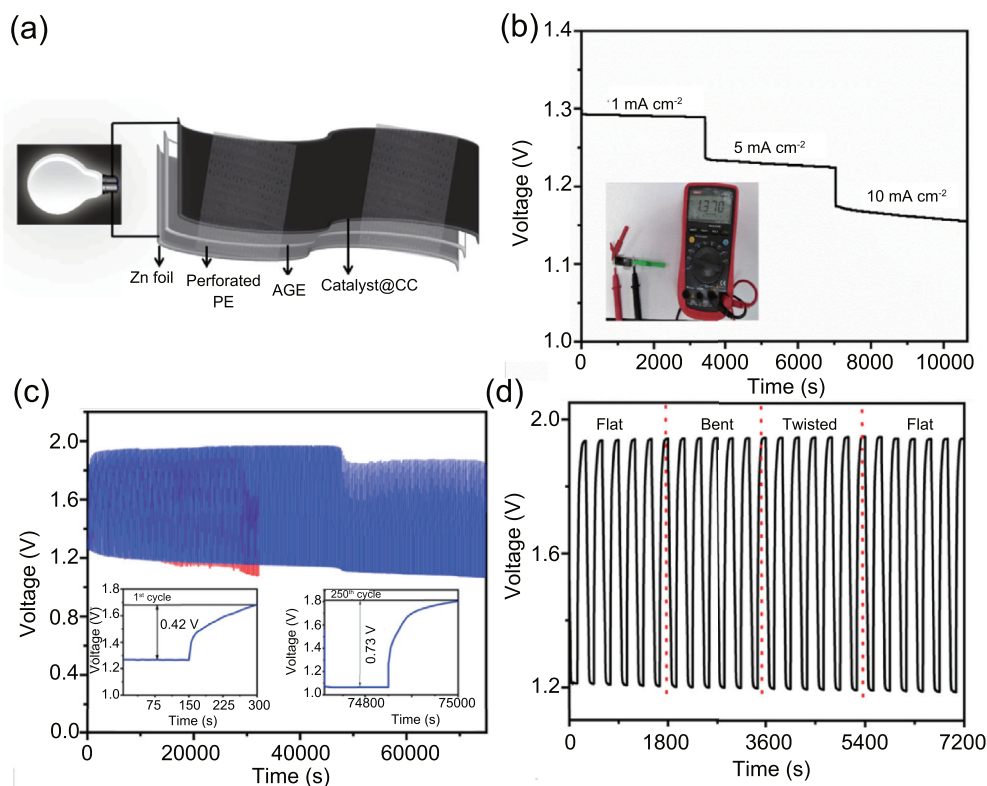 (a)
Zn foil
Perforated
PE
AGE
Catalyst@CC
(b)
1.4
1.3
1.2
1.1
1.0
Voltage (V)
1 mA cm-2
5 mA cm-2
10 mA cm-2
1.370
0 2000 4000 6000 8000 10000
Time (s)
(c)
2.0
1.6
1.2
0.8
0.4
0.0
Voltage (V)
1.8
1.6
1.4
1.2
1.0
Voltage (V)
1st cycle
0.42 V
75 150 225 300
Time (s)
1.8
1.6
1.4
1.2
1.0
Voltage (V)
250th cycle
0.73 V
74800 75000
Time (s)
0 20000 40000 60000
Time (s)
(d)
2.0
1.6
1.2
Voltage (V)
Flat Bent Twisted Flat
0 1800 3600 5400 7200
Time (s)